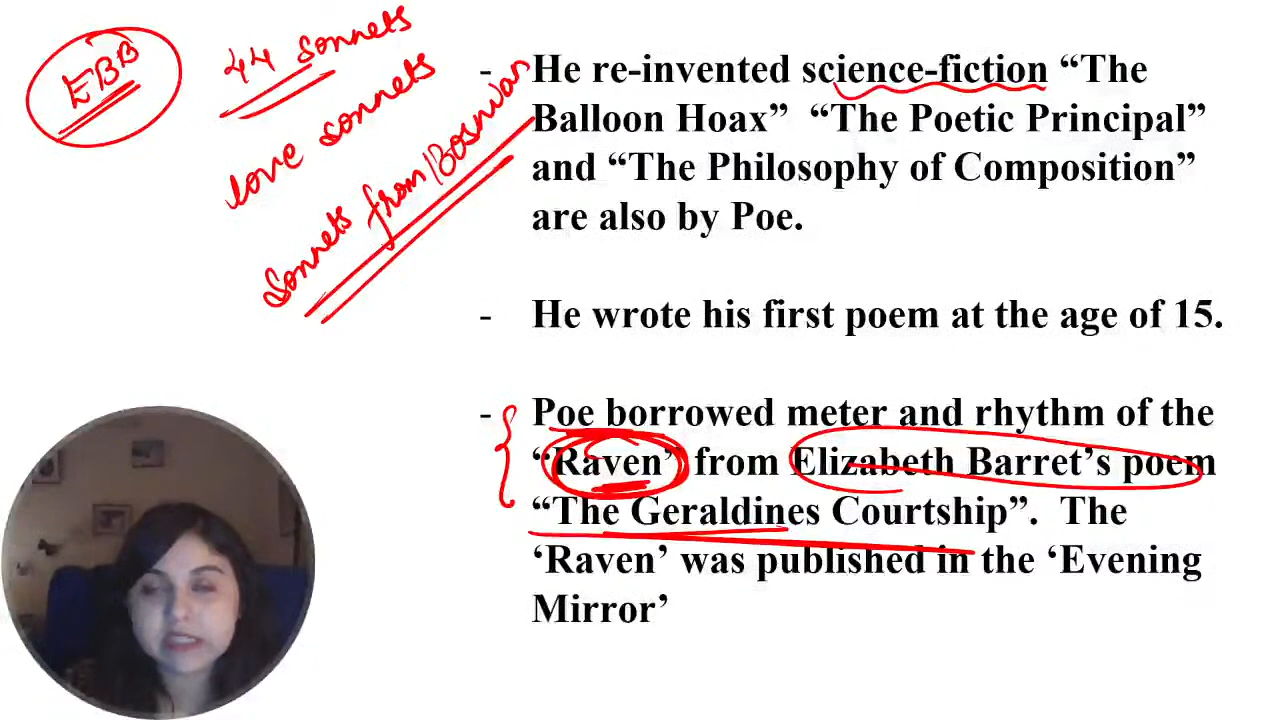 EBB
44 sonnets
love sonnets
Sonnets from Bosnian
- He re-invented science-fiction “The
Balloon Hoax” “The Poetic Principal”
and “The Philosophy of Composition”
are also by Poe.
- He wrote his first poem at the age of 15.
- Poe borrowed meter and rhythm of the
“Raven” from Elizabeth Barret’s poem
“The Geraldines Courtship”. The
‘Raven’ was published in the ‘Evening
Mirror’